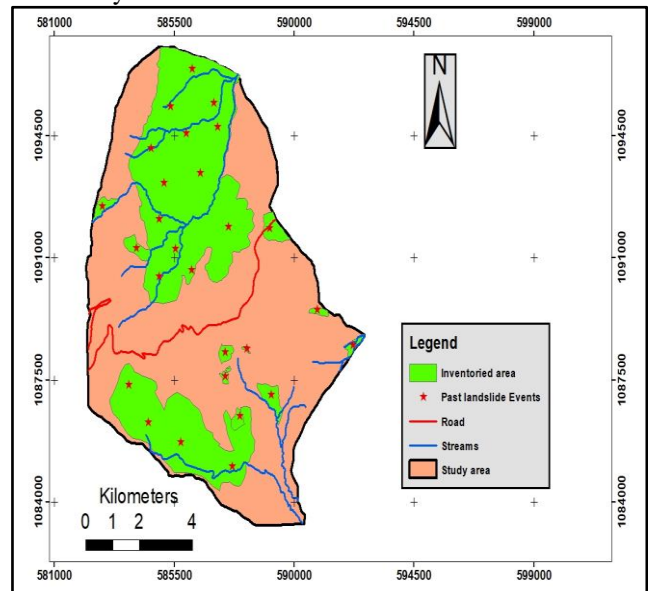 581000 585500 590000 594500 599000
N
1094500 1094500
1091000 1091000
Legend
Inventoried area
1087500 1087500
Past landslide Events
Road
Streams
Study area
Kilometers
1084000 1084000
0 1 2 4
581000 585500 590000 594500 599000